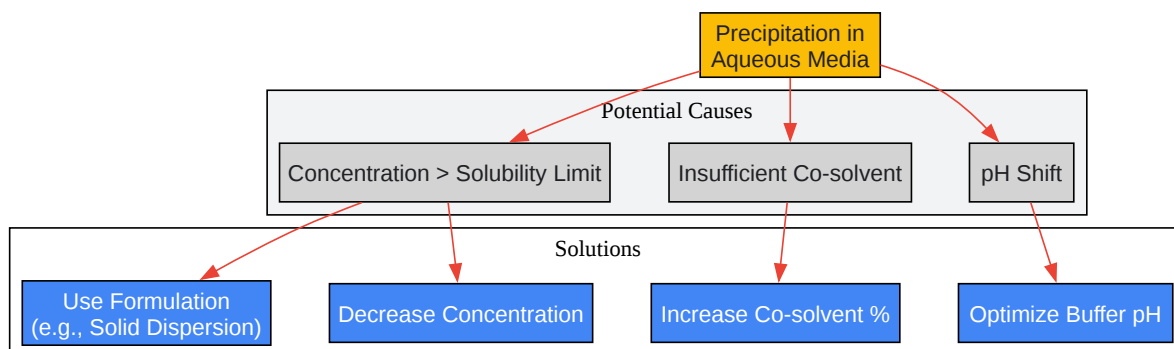 Precipitation in
Aqueous Media
Potential Causes
Concentration > Solubility Limit
Insufficient Co-solvent
pH Shift
Solutions
Use Formulation
(e.g., Solid Dispersion)
Decrease Concentration
Increase Co-solvent %
Optimize Buffer pH